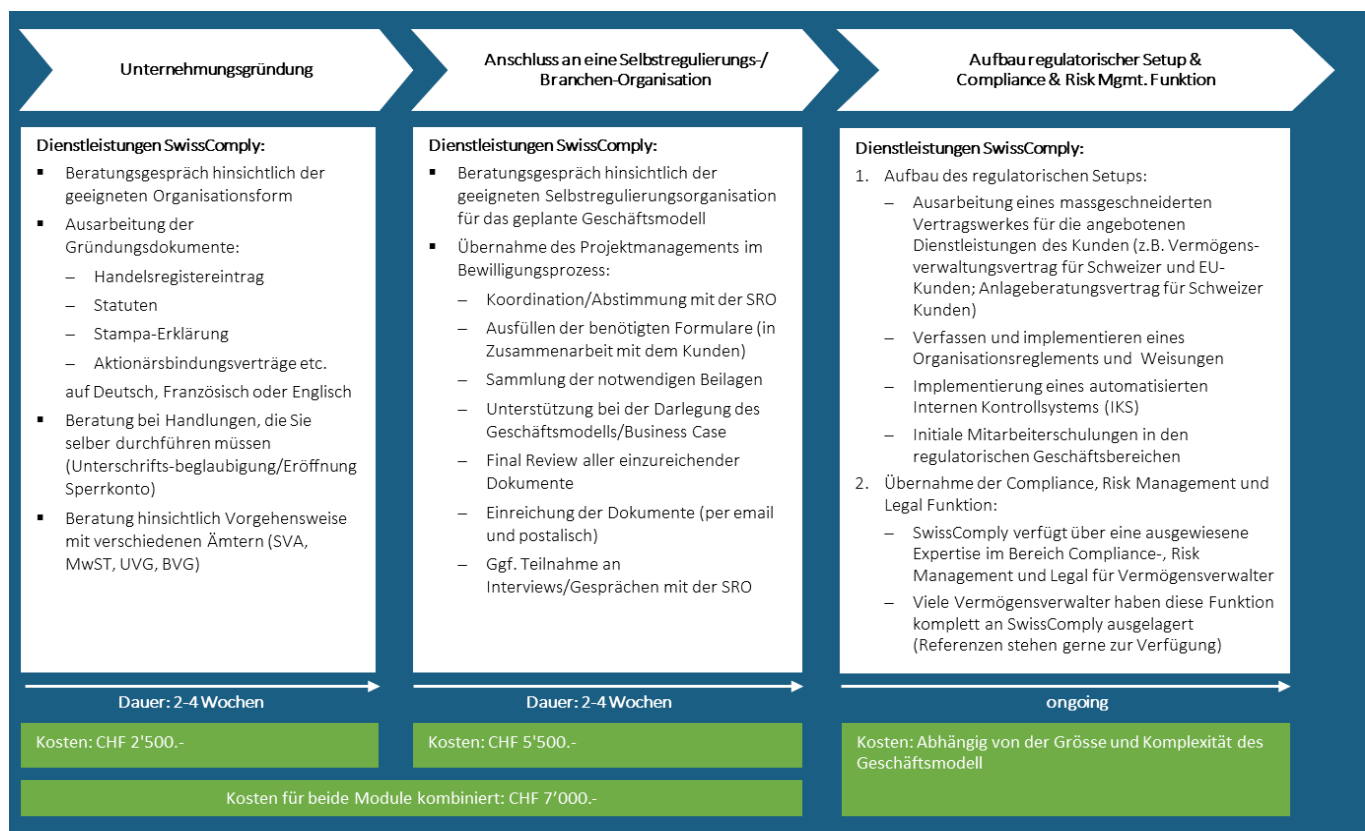 Unternehmungsgründung
Anschluss an eine Selbstregulierungs-/
Branchen-Organisation
Aufbau regulatorischer Setup &
Compliance & Risk Mgmt. Funktion
Dienstleistungen SwissComply:
▪ Beratungsgespräch hinsichtlich der
geeigneten Organisationsform
▪ Ausarbeitung der
Gründungsdokumente:
– Handelsregistereintrag
– Statuten
– Stampa-Erklärung
– Aktionärsbindungsverträge etc.
auf Deutsch, Französisch oder Englisch
▪ Beratung bei Handlungen, die Sie
selber durchführen müssen
(Unterschrifts-beglaubigung/Eröffnung
Sperrkonto)
▪ Beratung hinsichtlich Vorgehensweise
mit verschiedenen Ämtern (SVA,
MwST, UVG, BVG)
Dienstleistungen SwissComply:
▪ Beratungsgespräch hinsichtlich der
geeigneten Selbstregulierungsorganisation
für das geplante Geschäftsmodell
▪ Übernahme des Projektmanagements im
Bewilligungsprozess:
– Koordination/Abstimmung mit der SRO
– Ausfüllen der benötigten Formulare (in
Zusammenarbeit mit dem Kunden)
– Sammlung der notwendigen Beilagen
– Unterstützung bei der Darlegung des
Geschäftsmodells/Business Case
– Final Review aller einzureichender
Dokumente
– Einreichung der Dokumente (per email
und postalisch)
– Ggf. Teilnahme an
Interviews/Gesprächen mit der SRO
Dienstleistungen SwissComply:
1. Aufbau des regulatorischen Setups:
– Ausarbeitung eines massgeschneiderten
Vertragswerkes für die angebotenen
Dienstleistungen des Kunden (z.B. Vermögens-
verwaltungsvertrag für Schweizer und EU-
Kunden; Anlageberatungsvertrag für Schweizer
Kunden)
– Verfassen und implementieren eines
Organisationsreglements und Weisungen
– Implementierung eines automatisierten
Internen Kontrollsystems (IKS)
– Initiale Mitarbeiterschulungen in den
regulatorischen Geschäftsbereichen
2. Übernahme der Compliance, Risk Management und
Legal Funktion:
– SwissComply verfügt über eine ausgewiesene
Expertise im Bereich Compliance-, Risk
Management und Legal für Vermögensverwalter
– Viele Vermögensverwalter haben diese Funktion
komplett an SwissComply ausgelagert
(Referenzen stehen gerne zur Verfügung)
Dauer: 2-4 Wochen
Dauer: 2-4 Wochen
ongoing
Kosten: CHF 2'500.-
Kosten: CHF 5'500.-
Kosten: Abhängig von der Grösse und Komplexität des
Geschäftsmodell
Kosten für beide Module kombiniert: CHF 7’000.-